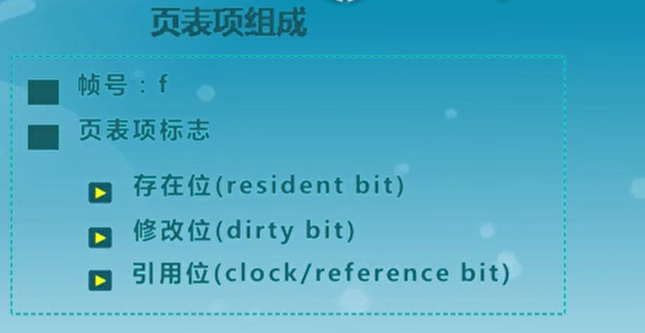 页表项组成
帧号：f
页表项标志
存在位(resident bit)
修改位(dirty bit)
引用位(clock/reference bit)